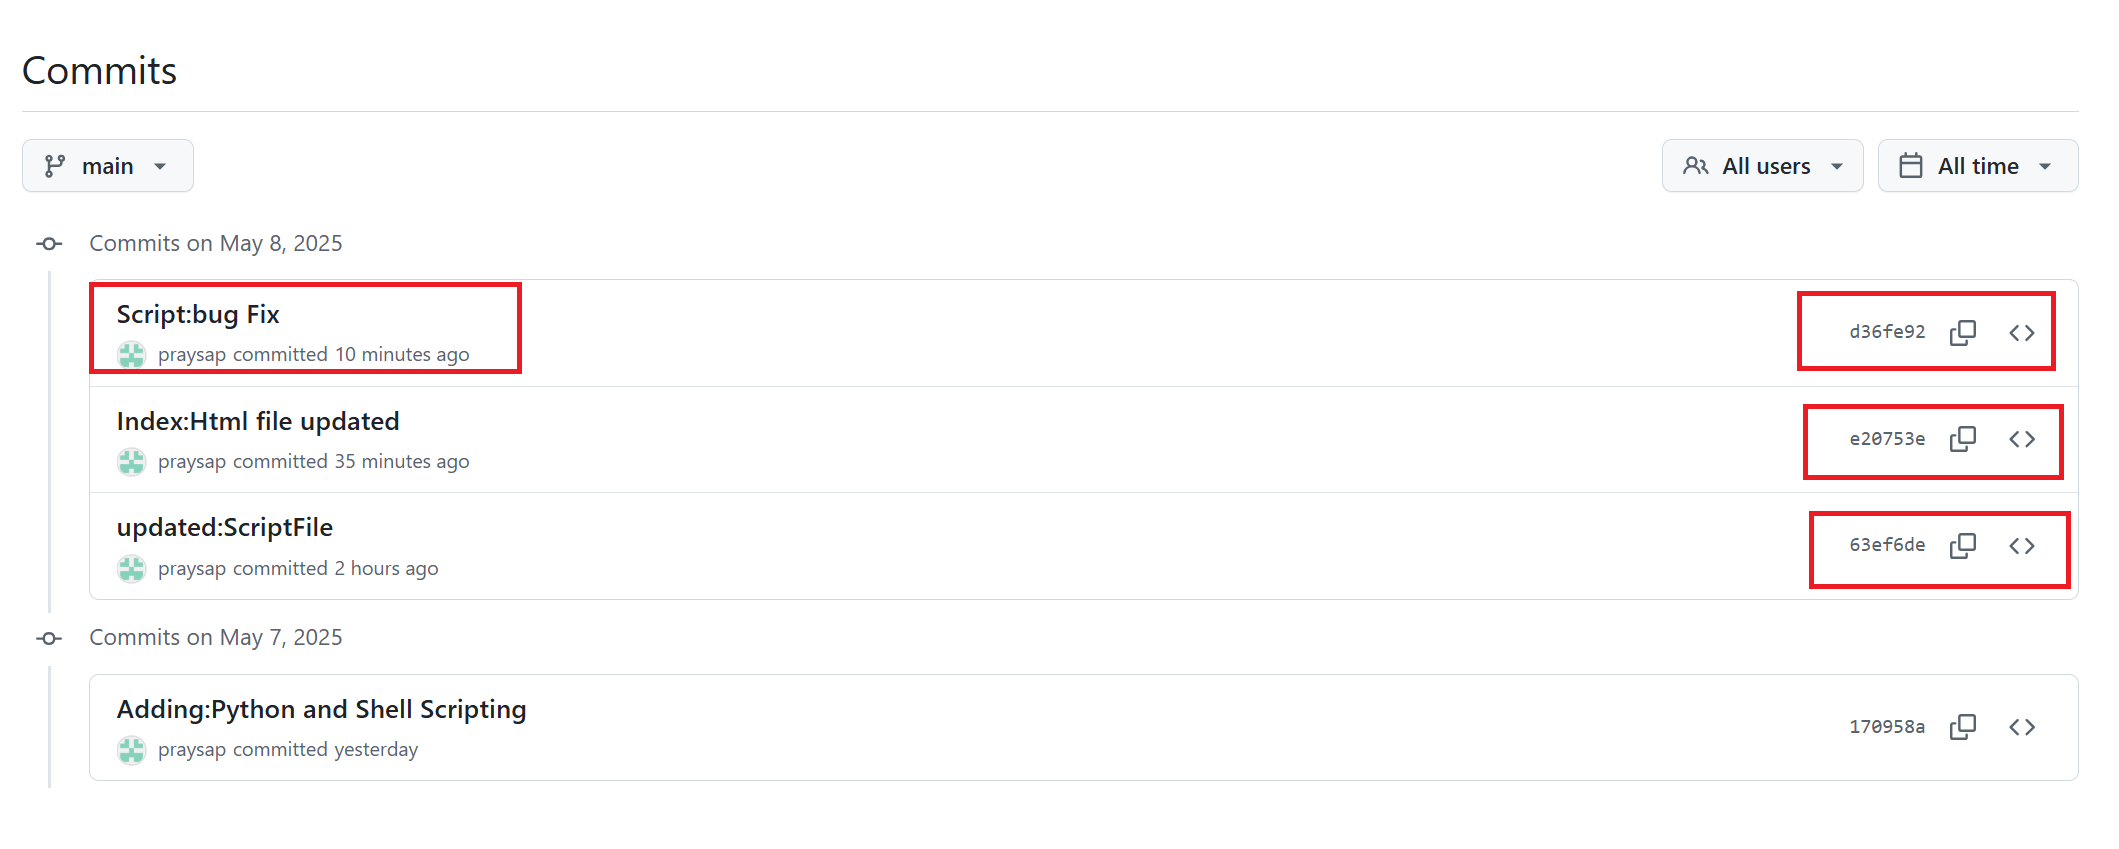 Commits
main
All users
All time
Commits on May 8, 2025
Script:bug Fix
praysap committed 10 minutes ago
d36fe92
Index:Html file updated
praysap committed 35 minutes ago
e20753e
updated:ScriptFile
praysap committed 2 hours ago
63ef6de
Commits on May 7, 2025
Adding:Python and Shell Scripting
praysap committed yesterday
170958a